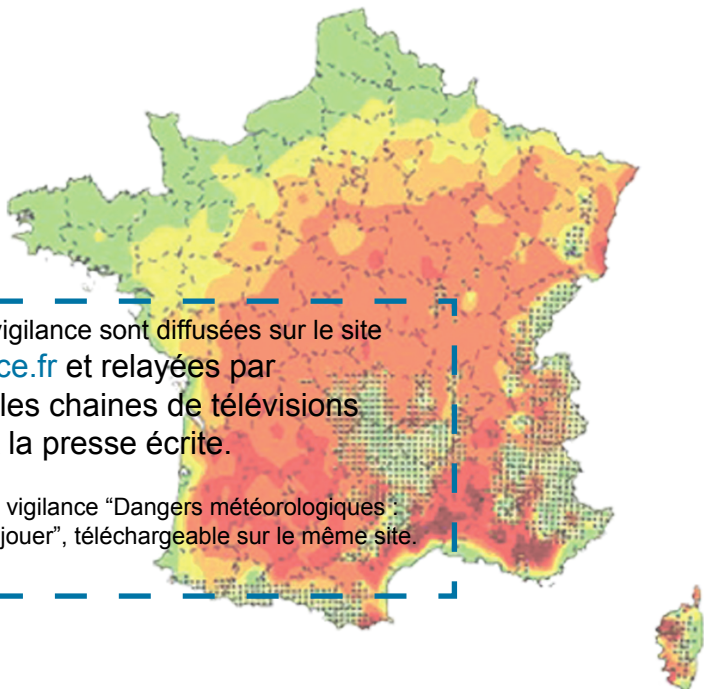 vigilance sont diffusées sur le site
ce.fr et relayées par
les chaines de télévisions
la presse écrite.
vigilance “Dangers météorologiques :
jouer”, téléchargeable sur le même site.